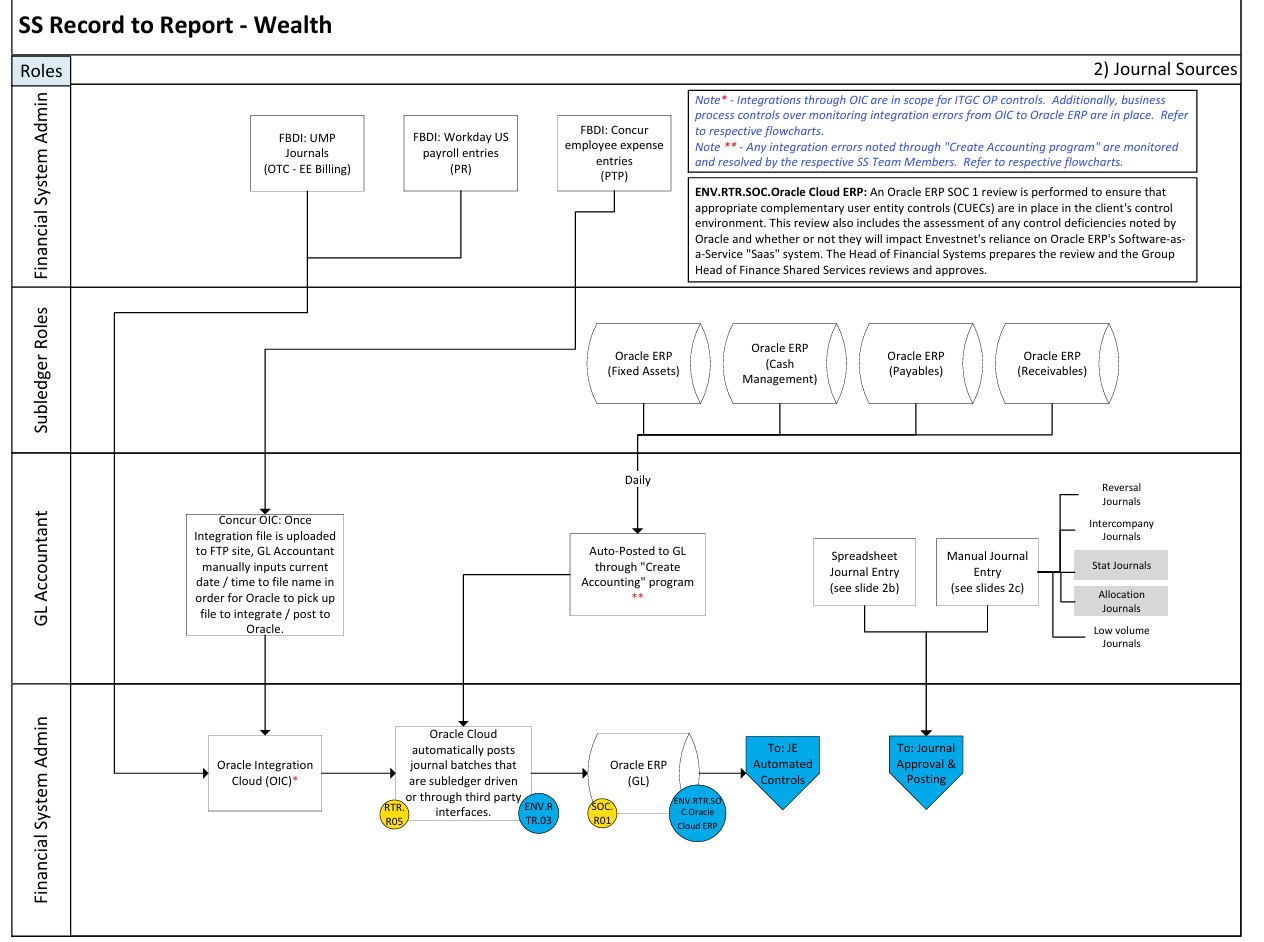 SS Record to Report - Wealth
Roles
2) Journal Sources
Financial System Admin
FBDI: UMP
Journals
(OTC - EE Billing)
FBDI: Workday US
payroll entries
(PR)
FBDI: Concur
employee expense
entries
(PTP)
Note* - Integrations through OIC are in scope for ITGC OP controls.  Additionally, business
process controls over monitoring integration errors from OIC to Oracle ERP are in place.  Refer
to respective flowcharts.
Note ** - Any integration errors noted through "Create Accounting program" are monitored
and resolved by the respective SS Team Members.  Refer to respective flowcharts.
ENV.RTR.SOC.Oracle Cloud ERP: An Oracle ERP SOC 1 review is performed to ensure that
appropriate complementary user entity controls (CUECs) are in place in the client's control
environment. This review also includes the assessment of any control deficiencies noted by
Oracle and whether or not they will impact Envestnet's reliance on Oracle ERP's Software-as-
a-Service "Saas" system. The Head of Financial Systems prepares the review and the Group
Head of Finance Shared Services reviews and approves.
Subledger Roles
Oracle ERP
(Fixed Assets)
Oracle ERP
(Cash
Management)
Oracle ERP
(Payables)
Oracle ERP
(Receivables)
GL Accountant
Daily
Concur OIC: Once
Integration file is uploaded
to FTP site, GL Accountant
manually inputs current
date / time to file name in
order for Oracle to pick up
file to integrate / post to
Oracle.
Auto-Posted to GL
through "Create
Accounting" program
**
Spreadsheet
Journal Entry
(see slide 2b)
Manual Journal
Entry
(see slides 2c)
Reversal
Journals
Intercompany
Journals
Stat Journals
Allocation
Journals
Low volume
Journals
Financial System Admin
Oracle Integration
Cloud (OIC)*
Oracle Cloud
automatically posts
journal batches that
are subledger driven
or through third party
interfaces.
RTR.
R05
ENV.R
TR.03
Oracle ERP
(GL)
SOC.
R01
ENV.RTR.SO
C.Oracle
Cloud ERP
To: JE
Automated
Controls
To: Journal
Approval &
Posting